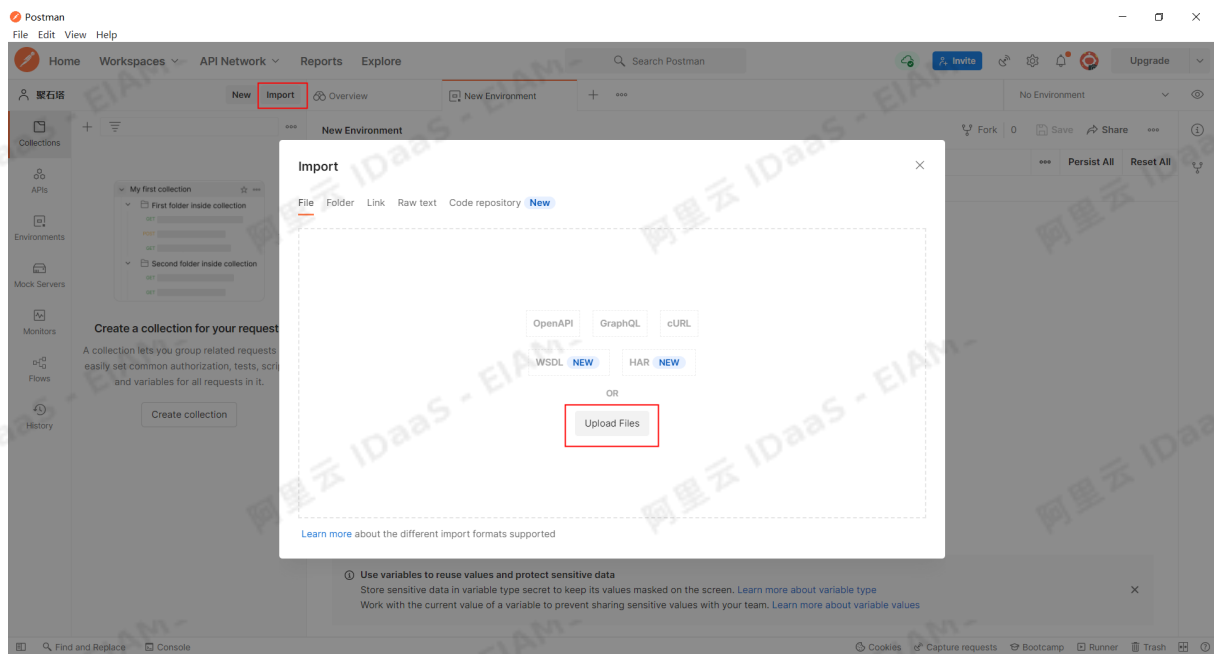 Postman
File Edit View Help
Home Workspaces API Network Reports Explore Search Postman Invite Upgrade
聚石塔 New Import Overview New Environment No Environment
Collections
New Environment Fork 0 Save Share
Import
Persist All Reset All
APIs
My first collection
First folder inside collection
File Folder Link Raw text Code repository New
Environments
Second folder inside collection
Mock Servers
OpenAPI GraphQL cURL
Monitors
Create a collection for your request
A collection lets you group related requests
easily set common authorization, tests, scri
and variables for all requests in it.
WSDL NEW HAR NEW
Flows
OR
Create collection
Upload Files
History
Learn more about the different import formats supported
Use variables to reuse values and protect sensitive data
Store sensitive data in variable type secret to keep its values masked on the screen. Learn more about variable type
Work with the current value of a variable to prevent sharing sensitive values with your team. Learn more about variable values
Find and Replace Console Cookies Capture requests Bootcamp Runner Trash
阿里云 IDaaS - EIAM-